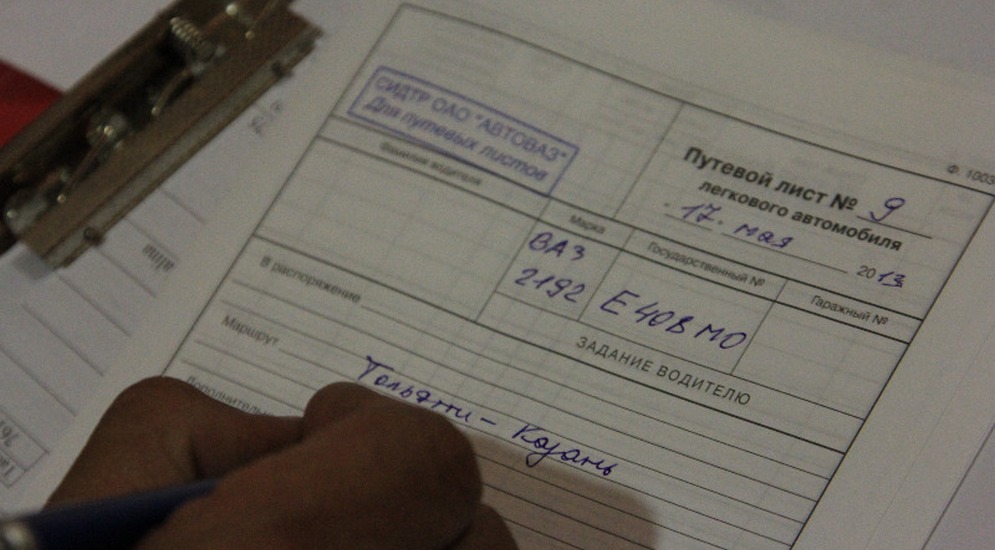 Ф. 1003
СИДТР ОАО "АВТОВАЗ"
Для путевых листов
Путевой лист № 9
легкового автомобиля
17. мая 2013
Фамилия водителя
Марка
Государственный №
Гаражный №
ВАЗ
2192
Е 408 МО
В распоряжение
ЗАДАНИЕ ВОДИТЕЛЮ
Маршрут
Тольятти - Казань